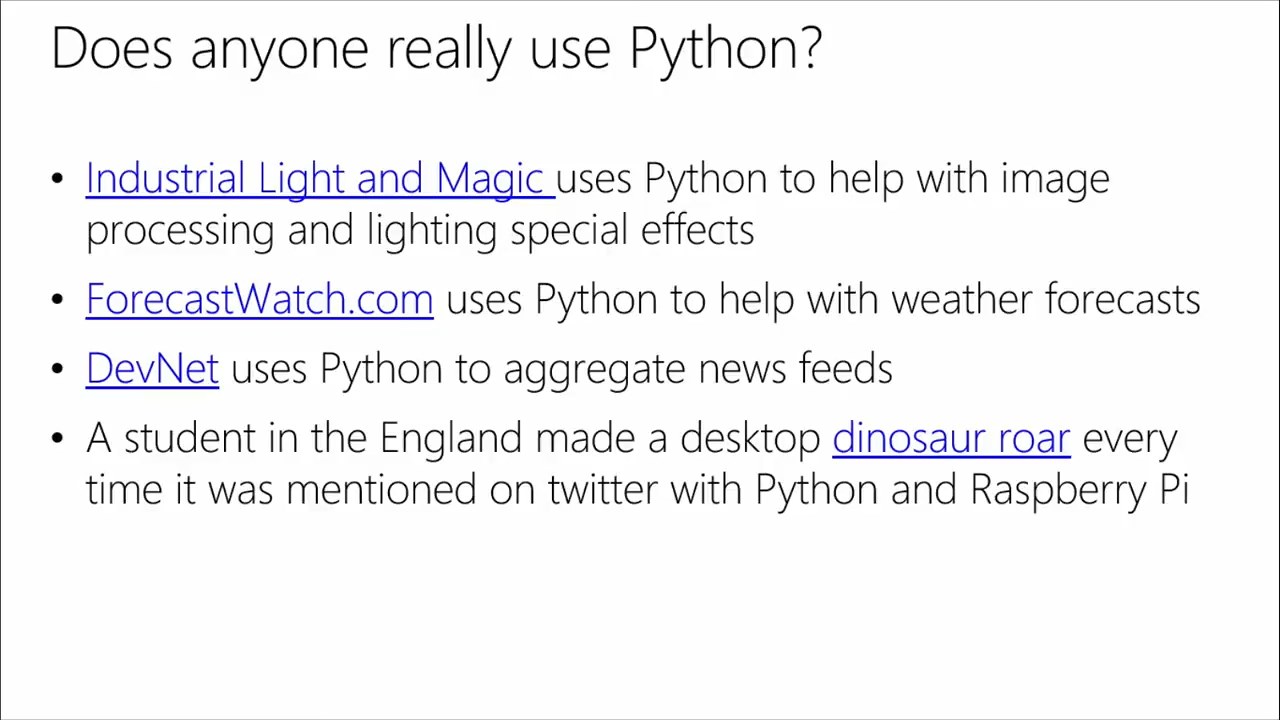 Does anyone really use Python?
• Industrial Light and Magic uses Python to help with image
processing and lighting special effects
• ForecastWatch.com uses Python to help with weather forecasts
• DevNet uses Python to aggregate news feeds
• A student in the England made a desktop dinosaur roar every
time it was mentioned on twitter with Python and Raspberry Pi